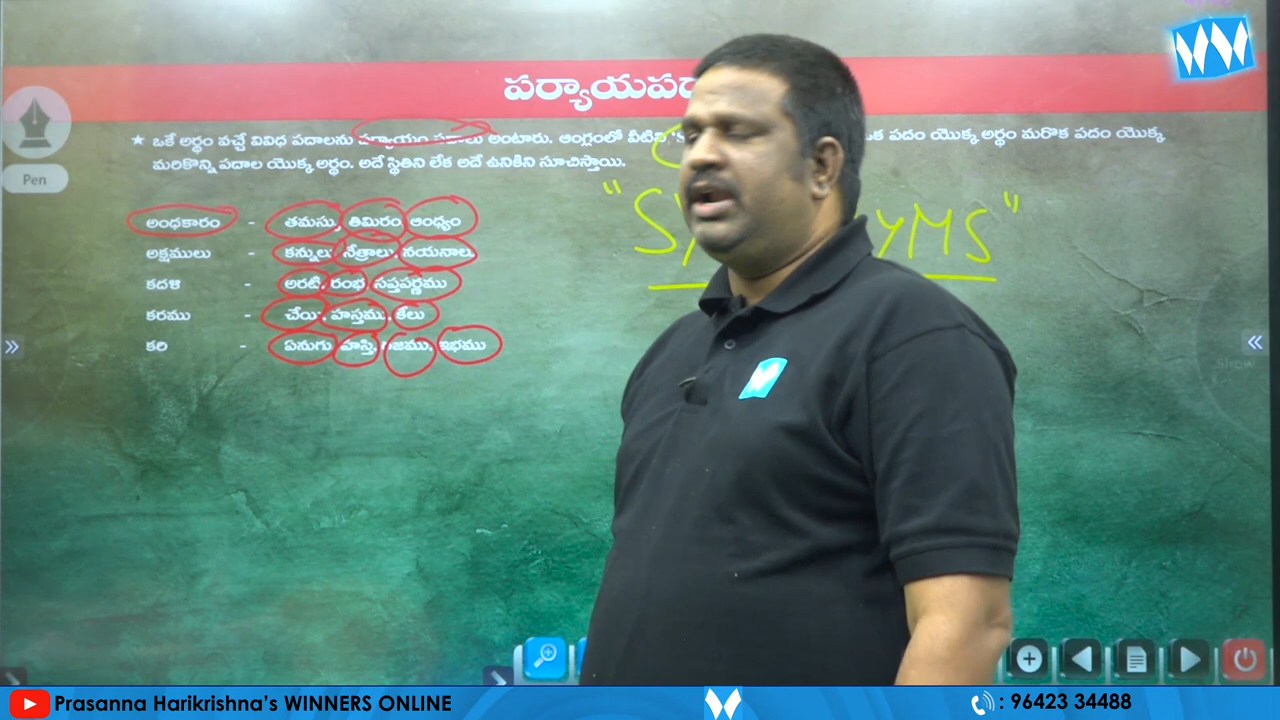 పర్యాయపద
★ ఒకే అర్థం వచ్చే వివిధ పదాలను పర్యాయం పదాలు అంటారు. ఆంగ్లంలో వీటిని 'S ఒక పదం యొక్క అర్థం మరొక పదం యొక్క
మరికొన్ని పదాల యొక్క అర్థం. అదే స్థితిని లేక అదే ఉనికిని సూచిస్తాయి.
Pen
" SY YMS "
అంధకారం - తమస్సు, తిమిరం, ఆంధ్యం
అక్షములు - కన్నులు, నేత్రాలు, నయనాలు
కదళి - అరటి, రంభ, సప్తపర్ణము
కరము - చేయి, హస్తము, కేలు
కరి - ఏనుగు, హస్తి, గజము, ఇభము
Show
Prasanna Harikrishna's WINNERS ONLINE
: 96423 34488